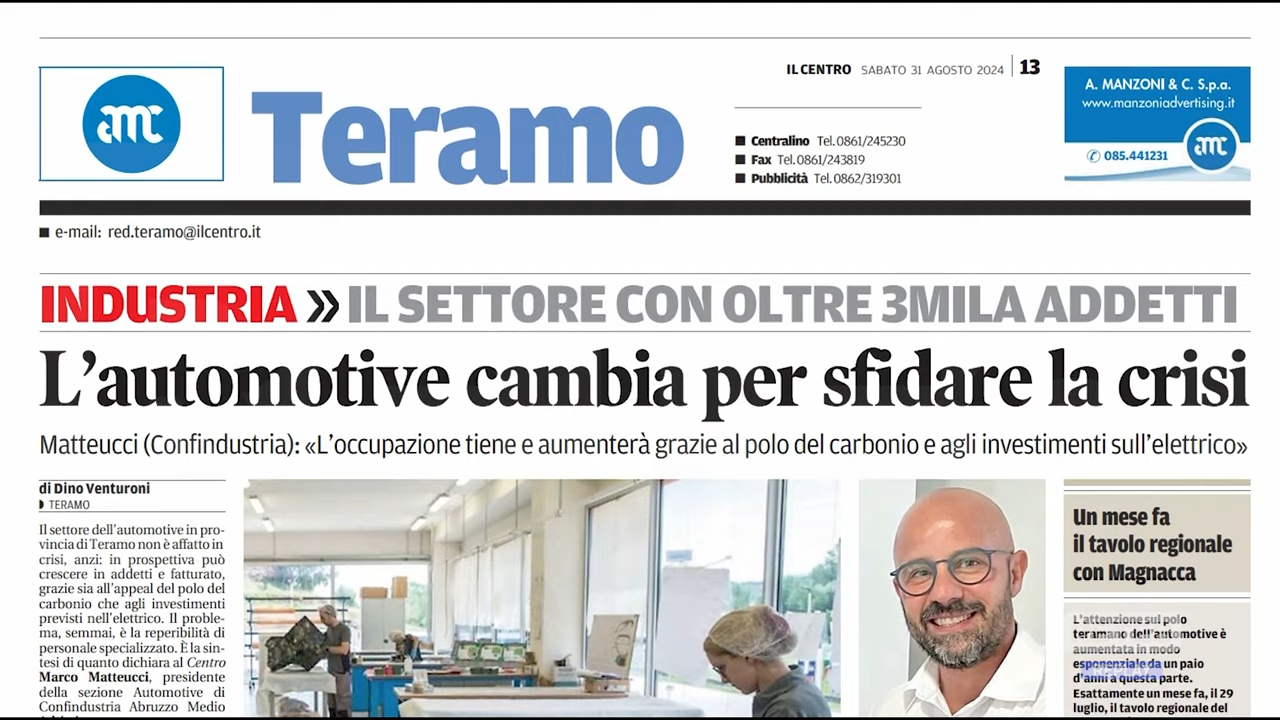 IL CENTRO SABATO 31 AGOSTO 2024 13
amc
Teramo
Centralino Tel.0861/245230
Fax Tel.0861/243819
Pubblicità Tel.0862/319301
A. MANZONI & C. S.p.a.
www.manzoniadvertising.it
085.441231
amc
e-mail: red.teramo@ilcentro.it
INDUSTRIA » IL SETTORE CON OLTRE 3MILA ADDETTI
L'automotive cambia per sfidare la crisi
Matteucci (Confindustria): «L'occupazione tiene e aumenterà grazie al polo del carbonio e agli investimenti sull'elettrico»
di Dino Venturoni
TERAMO
Il settore dell'automotive in pro-
vincia di Teramo non è affatto in
crisi, anzi: in prospettiva può
crescere in addetti e fatturato,
grazie sia all'appeal del polo del
carbonio che agli investimenti
previsti nell'elettrico. Il proble-
ma, semmai, è la reperibilità di
personale specializzato. È la sin-
tesi di quanto dichiara al Centro
Marco Matteucci, presidente
della sezione Automotive di
Confindustria Abruzzo Medio
Un mese fa
il tavolo regionale
con Magnacca
L'attenzione sul polo
teramano dell'automotive è
aumentata in modo
esponenziale da un paio
d'anni a questa parte.
Esattamente un mese fa, il 29
luglio, il tavolo regionale del